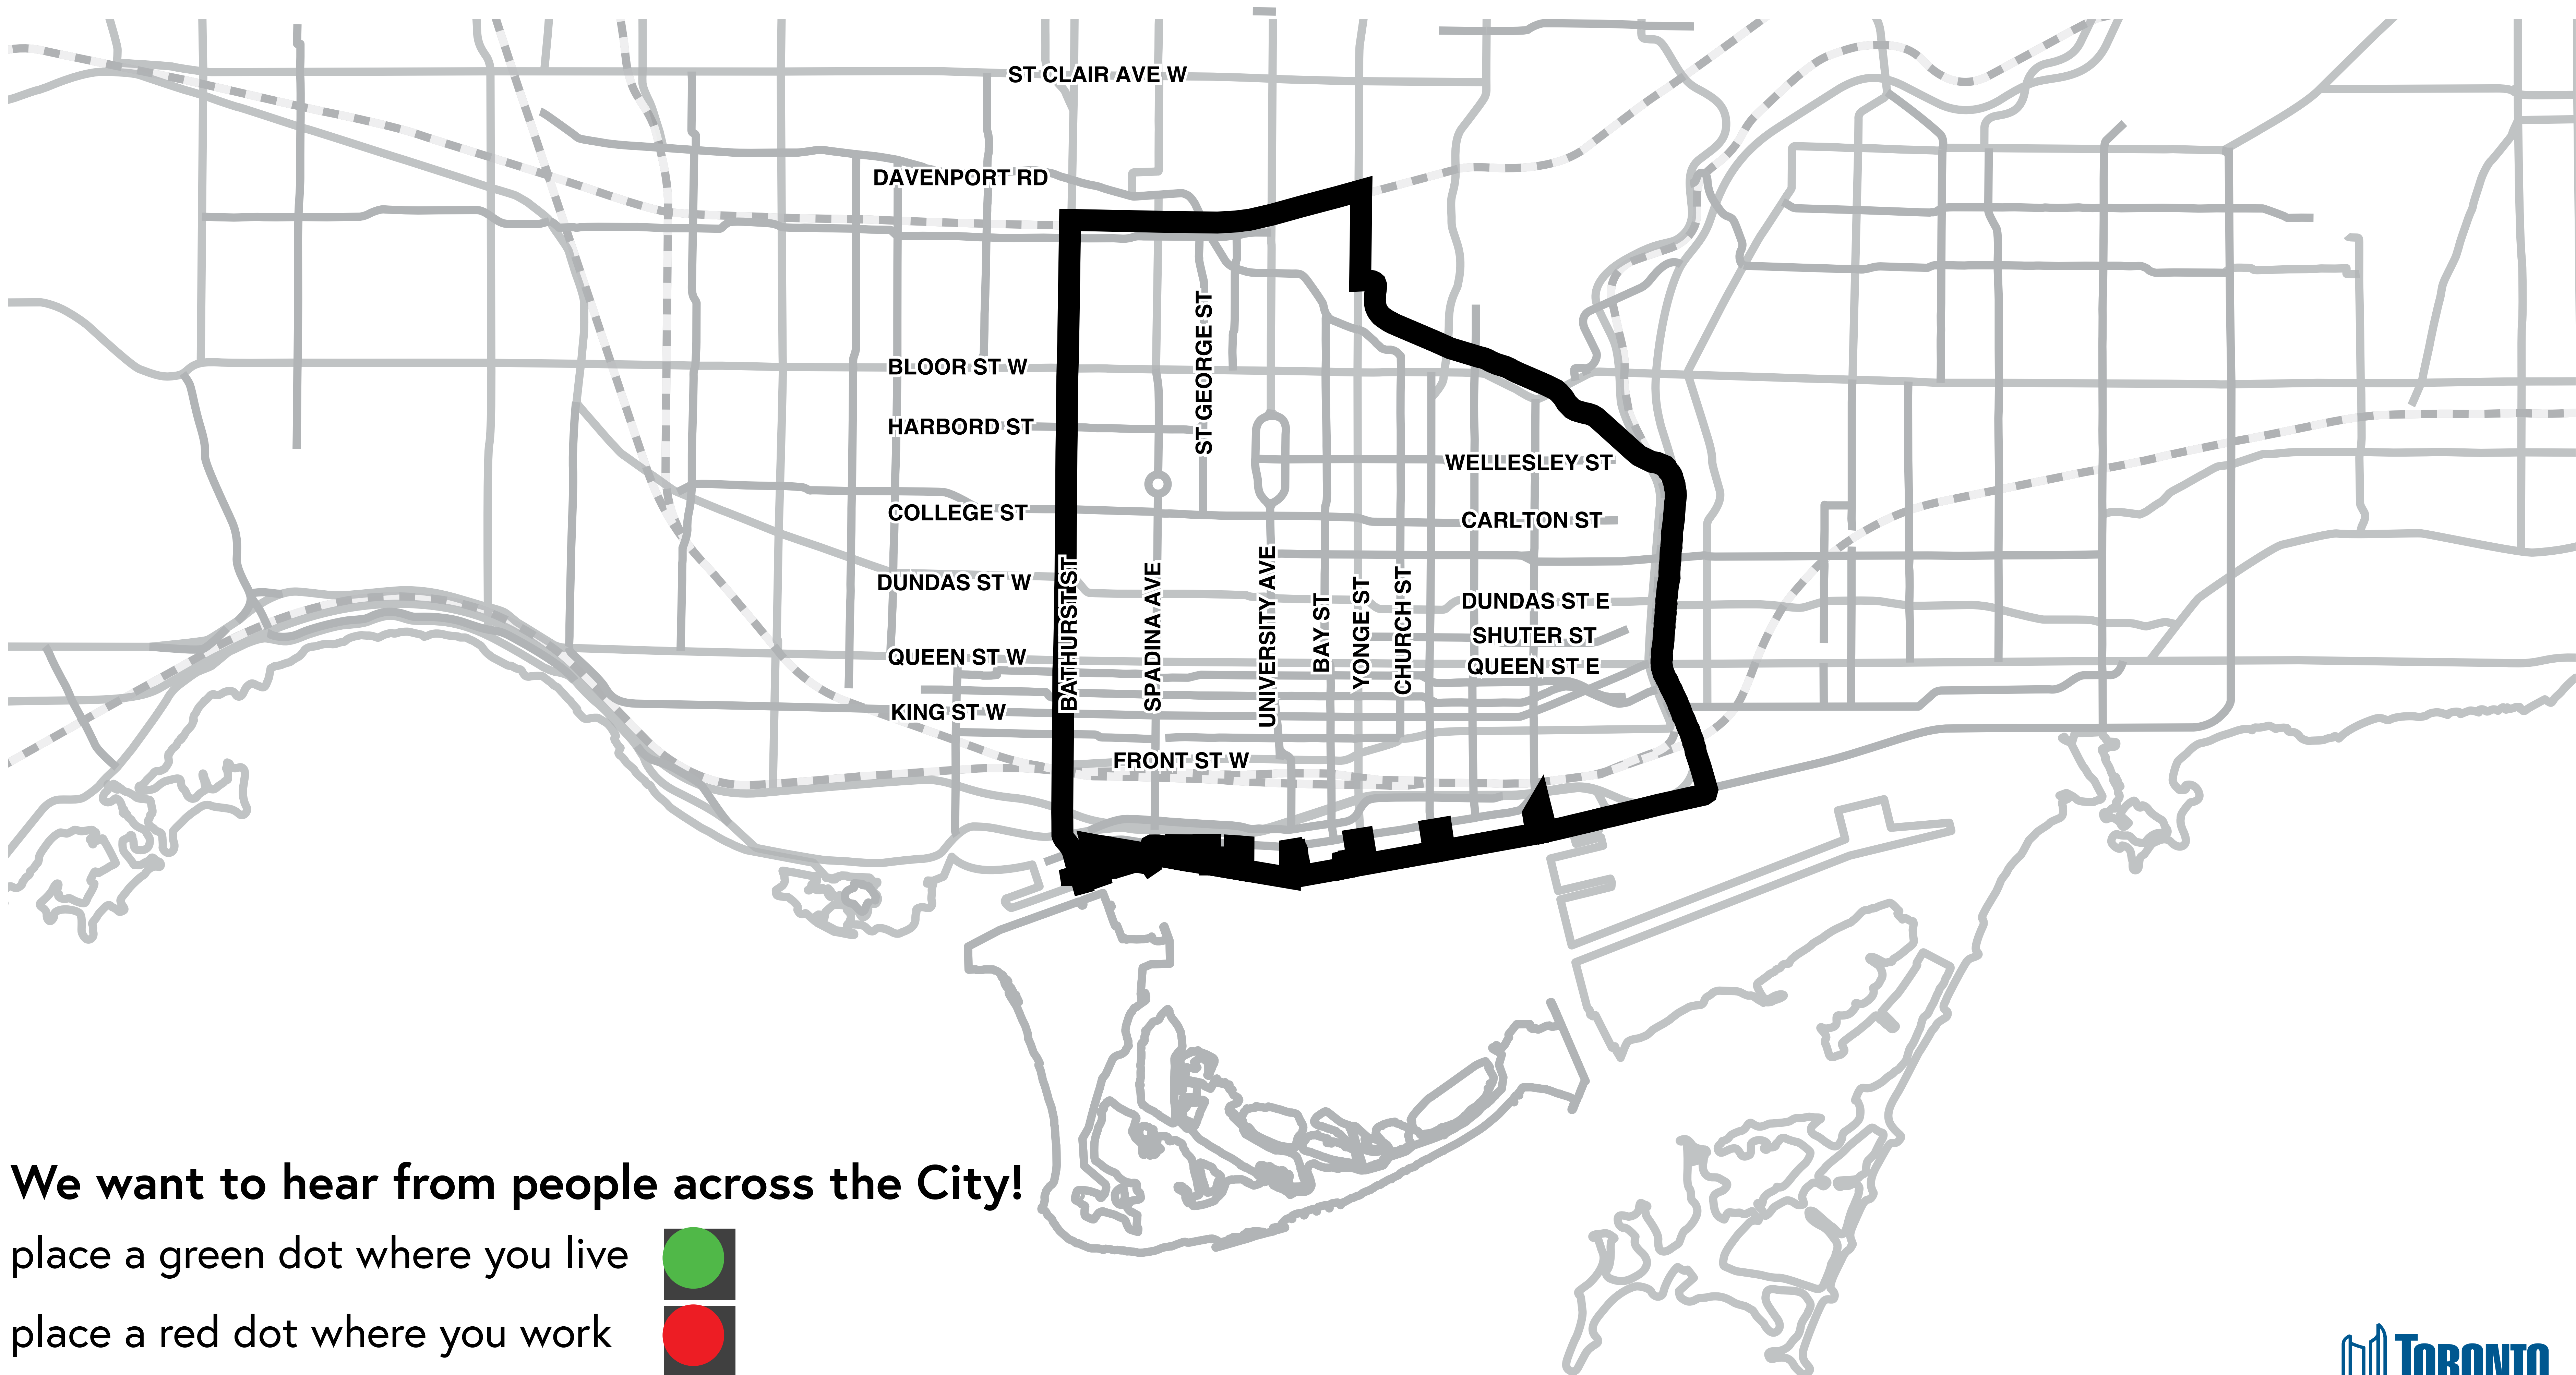 ST CLAIR AVE W
DAVENPORT RD
ST GEORGE ST
BLOOR ST W
HARBORD ST
WELLESLEY ST
COLLEGE ST
CARLTON ST
BATHURST ST
SPADINA AVE
UNIVERSITY AVE
BAY ST
YONGE ST
CHURCH ST
DUNDAS ST W
DUNDAS ST E
SHUTER ST
QUEEN ST W
QUEEN ST E
KING ST W
FRONT ST W
We want to hear from people across the City!
place a green dot where you live
place a red dot where you work
TORONTO